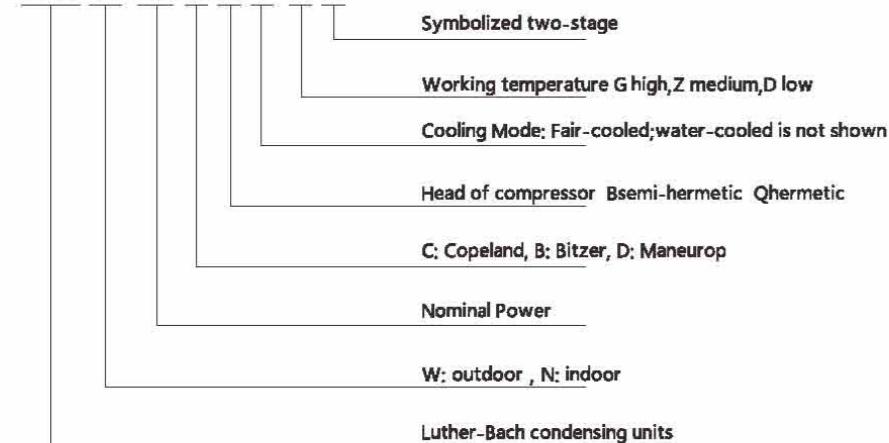 Symbolized two-stage
Working temperature G high,Z medium,D low
Cooling Mode: Fair-cooled;water-cooled is not shown
Head of compressor Bsemi-hermetic Qhermetic
C: Copeland, B: Bitzer, D: Maneurop
Nominal Power
W: outdoor , N: indoor
Luther-Bach condensing units